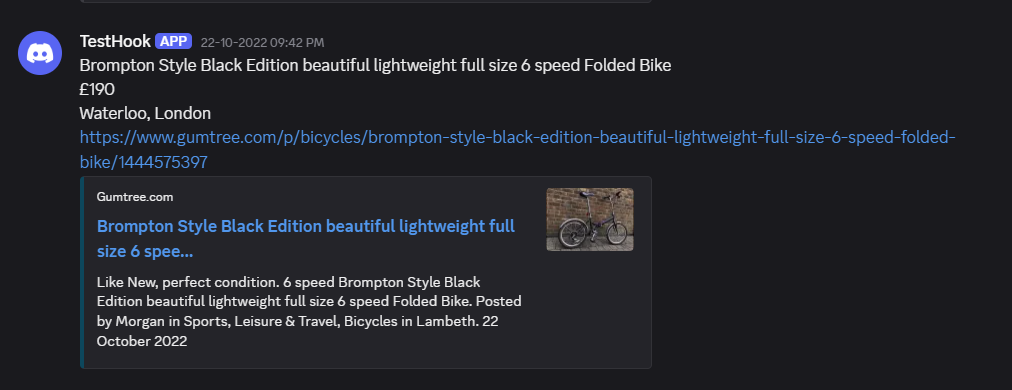 TestHook APP 22-10-2022 09:42 PM
Brompton Style Black Edition beautiful lightweight full size 6 speed Folded Bike
£190
Waterloo, London
https://www.gumtree.com/p/bicycles/brompton-style-black-edition-beautiful-lightweight-full-size-6-speed-folded-
bike/1444575397
Gumtree.com
Brompton Style Black Edition beautiful lightweight full
size 6 spee...
Like New, perfect condition. 6 speed Brompton Style Black
Edition beautiful lightweight full size 6 speed Folded Bike. Posted
by Morgan in Sports, Leisure & Travel, Bicycles in Lambeth. 22
October 2022